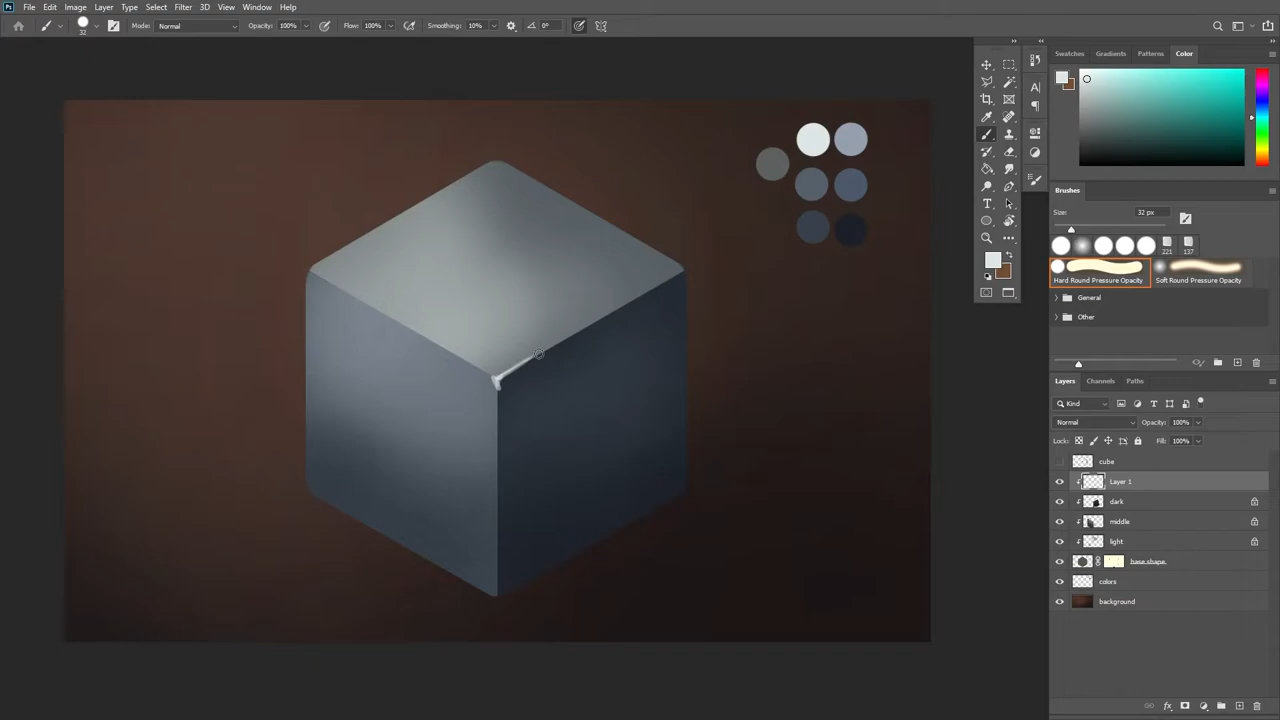 Ps File Edit Image Layer Type Select Filter 3D View Window Help
32 Mode: Normal Opacity: 100% Flow: 100% Smoothing: 10% 0°
Swatches Gradients Patterns Color
Brushes
Size: 32 px
221 137
Hard Round Pressure Opacity Soft Round Pressure Opacity
General
Other
Layers Channels Paths
Kind
Normal Opacity: 100%
Lock: Fill: 100%
cube
Layer 1
dark
middle
light
base shape
colors
background